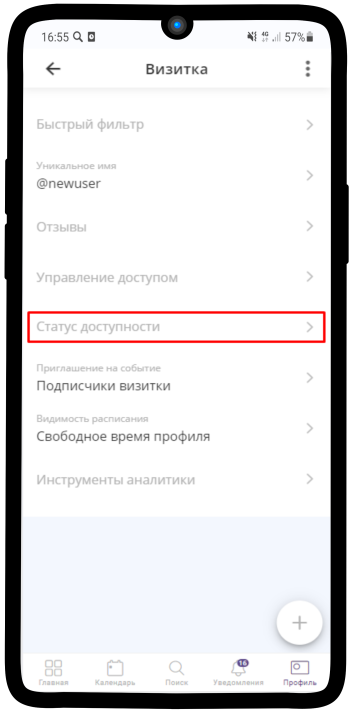 16:55 4G 57%
Визитка
Быстрый фильтр
Уникальное имя
@newuser
Отзывы
Управление доступом
Статус доступности
Приглашение на событие
Подписчики визитки
Видимость расписания
Свободное время профиля
Инструменты аналитики
16
Главная Календарь Поиск Уведомления Профиль